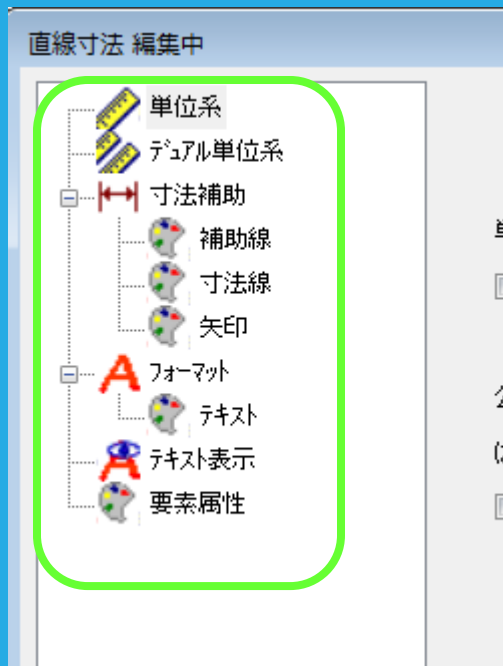 直線寸法 編集中
単位系
ﾃﾞｭｱﾙ単位系
寸法補助
補助線
寸法線
矢印
ﾌｫｰﾏｯﾄ
ﾃｷｽﾄ
ﾃｷｽﾄ表示
要素属性